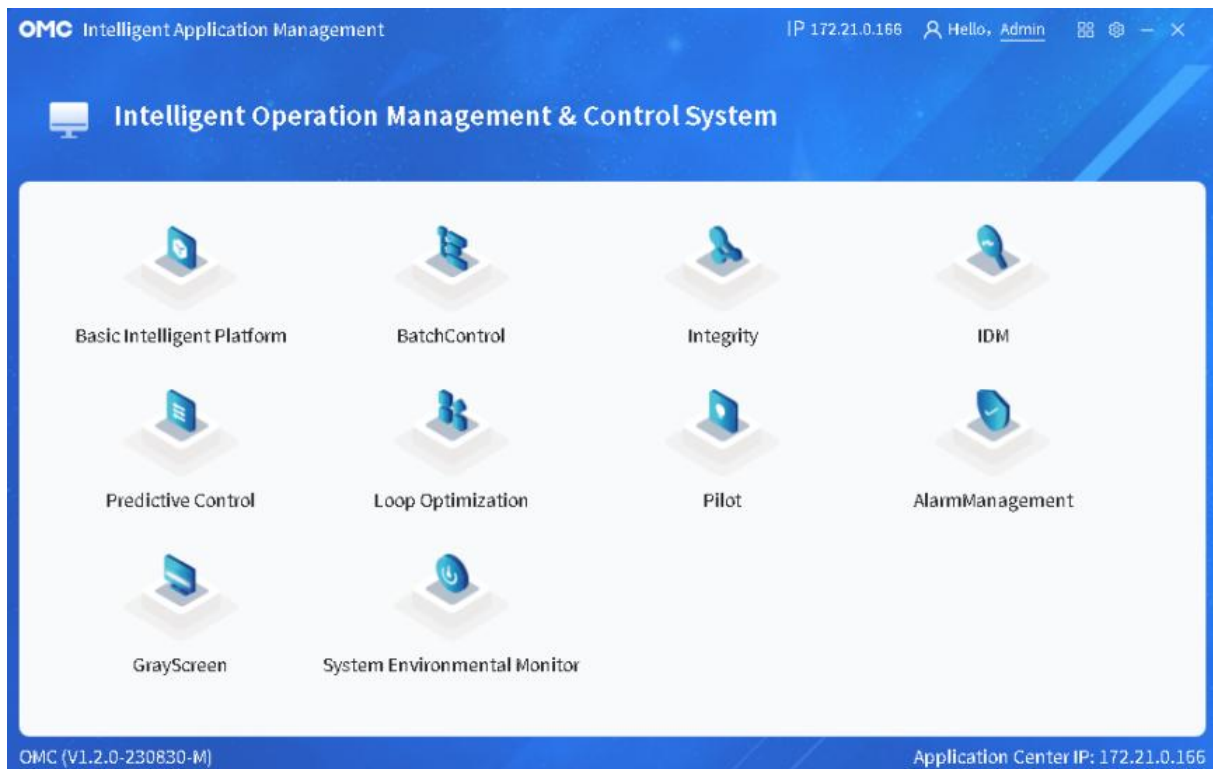 OMC Intelligent Application Management IP 172.21.0.166 Hello, Admin
Intelligent Operation Management & Control System
Basic Intelligent Platform BatchControl Integrity IDM
Predictive Control Loop Optimization Pilot AlarmManagement
GrayScreen System Environmental Monitor
OMC (V1.2.0-230830-M) Application Center IP: 172.21.0.166